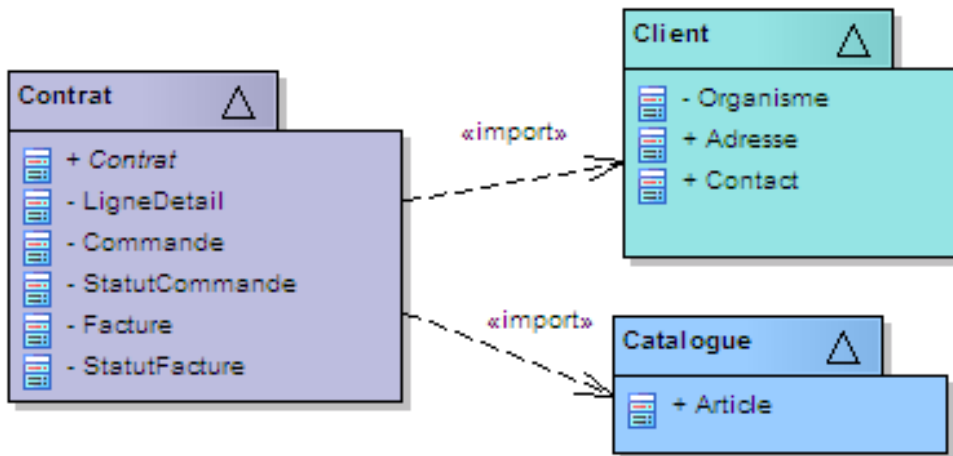 Contrat
+ Contrat
- LigneDetail
- Commande
- StatutCommande
- Facture
- StatutFacture
«import»
«import»
Client
- Organisme
+ Adresse
+ Contact
Catalogue
+ Article